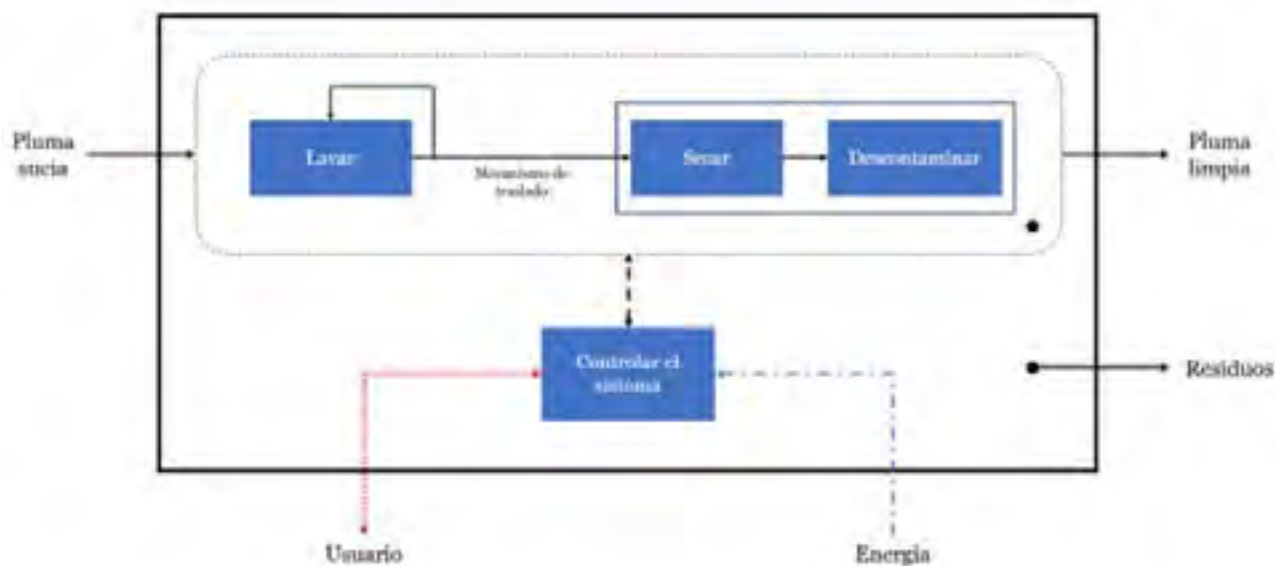 Pluma
sucia
Lavar
Mecanismo de
traslado
Secar
Descontaminar
Pluma
limpia
Controlar el
sistema
Residuos
Usuario
Energía